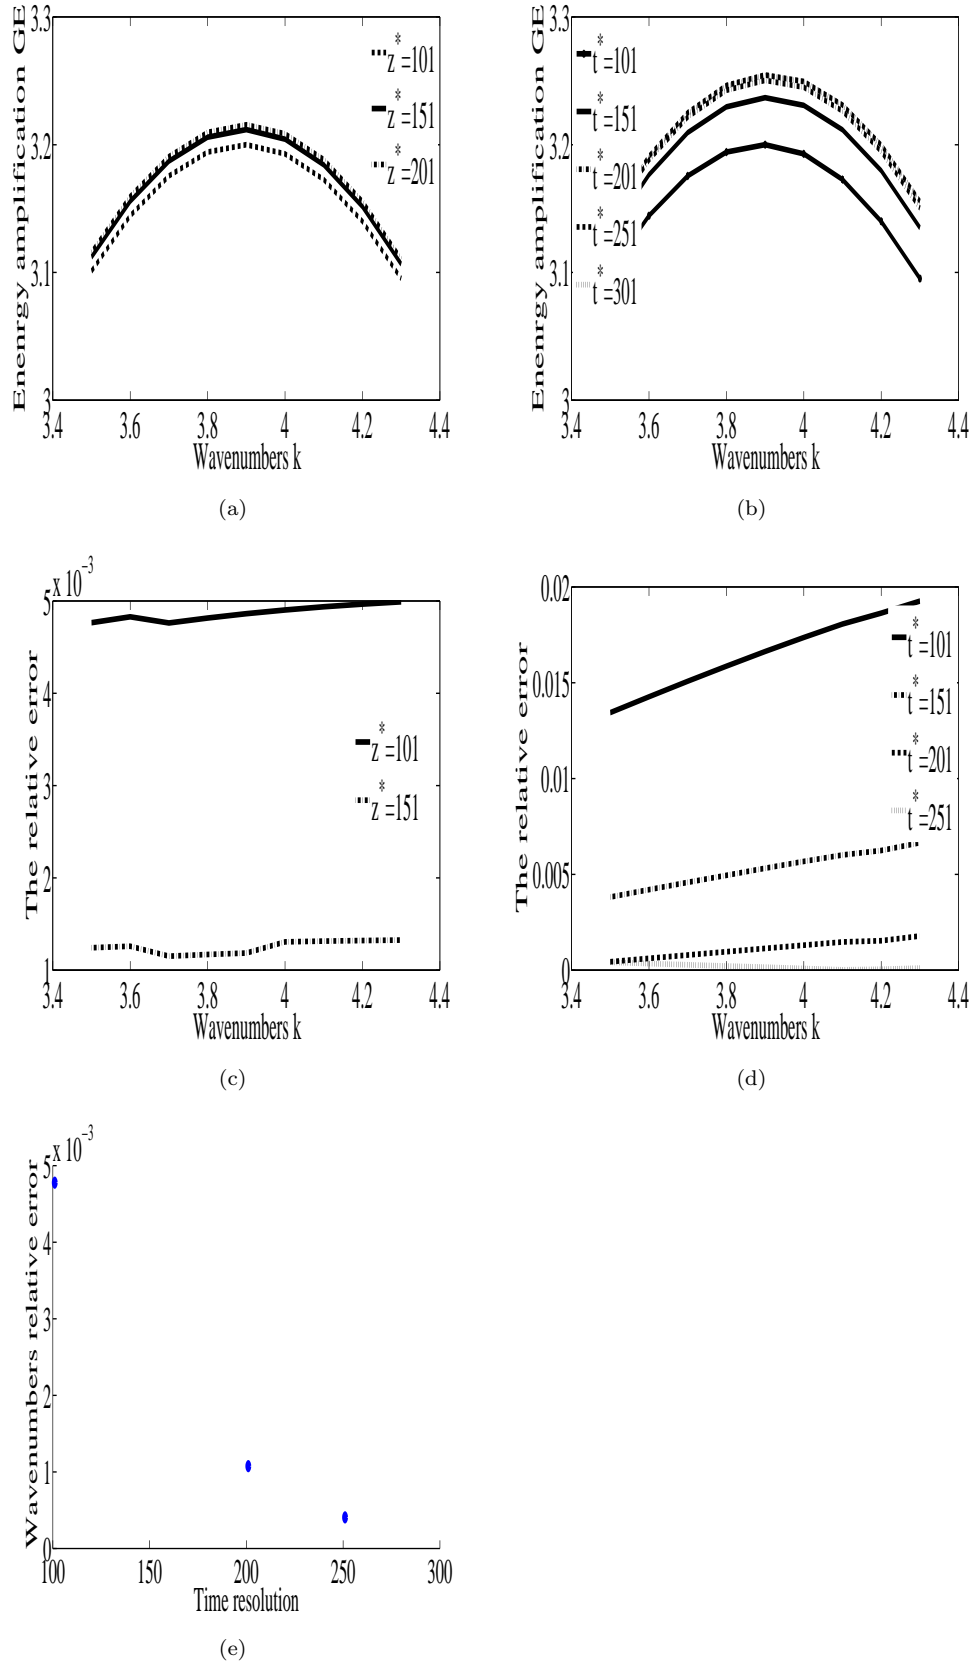 Enenrgy amplification GE
3.3
3.2
3.1
3
3.4
3.6
3.8
4
4.2
4.4
Wavenumbers k
z*=101
z*=151
z*=201
(a)
Enenrgy amplification GE
3.3
3.2
3.1
3
3.4
3.6
3.8
4
4.2
4.4
Wavenumbers k
t*=101
t*=151
t*=201
t*=251
t*=301
(b)
The relative error
x 10⁻³
5
4
3
2
1
3.4
3.6
3.8
4
4.2
4.4
Wavenumbers k
z*=101
z*=151
(c)
The relative error
0.02
0.015
0.01
0.005
0
3.4
3.6
3.8
4
4.2
4.4
Wavenumbers k
t*=101
t*=151
t*=201
t*=251
(d)
Wavenumbers relative error
x 10⁻³
5
4
3
2
1
0
100
150
200
250
300
Time resolution
(e)